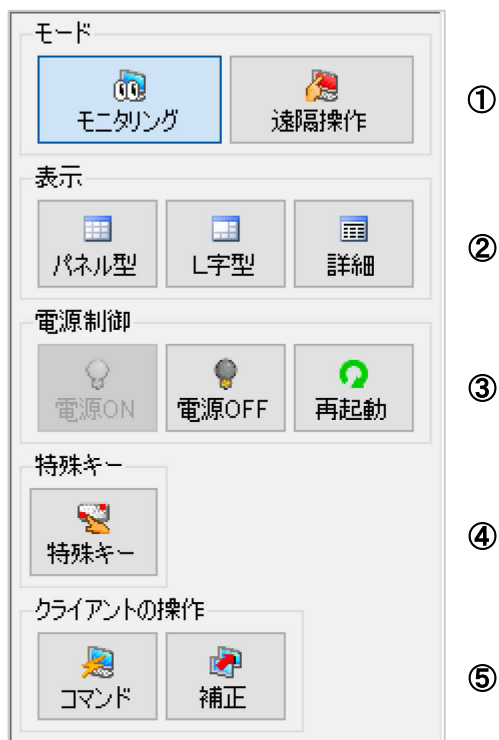 モード
モニタリング 遠隔操作 ①
表示
パネル型 L字型 詳細 ②
電源制御
電源ON 電源OFF 再起動 ③
特殊キー
特殊キー ④
クライアントの操作
コマンド 補正 ⑤